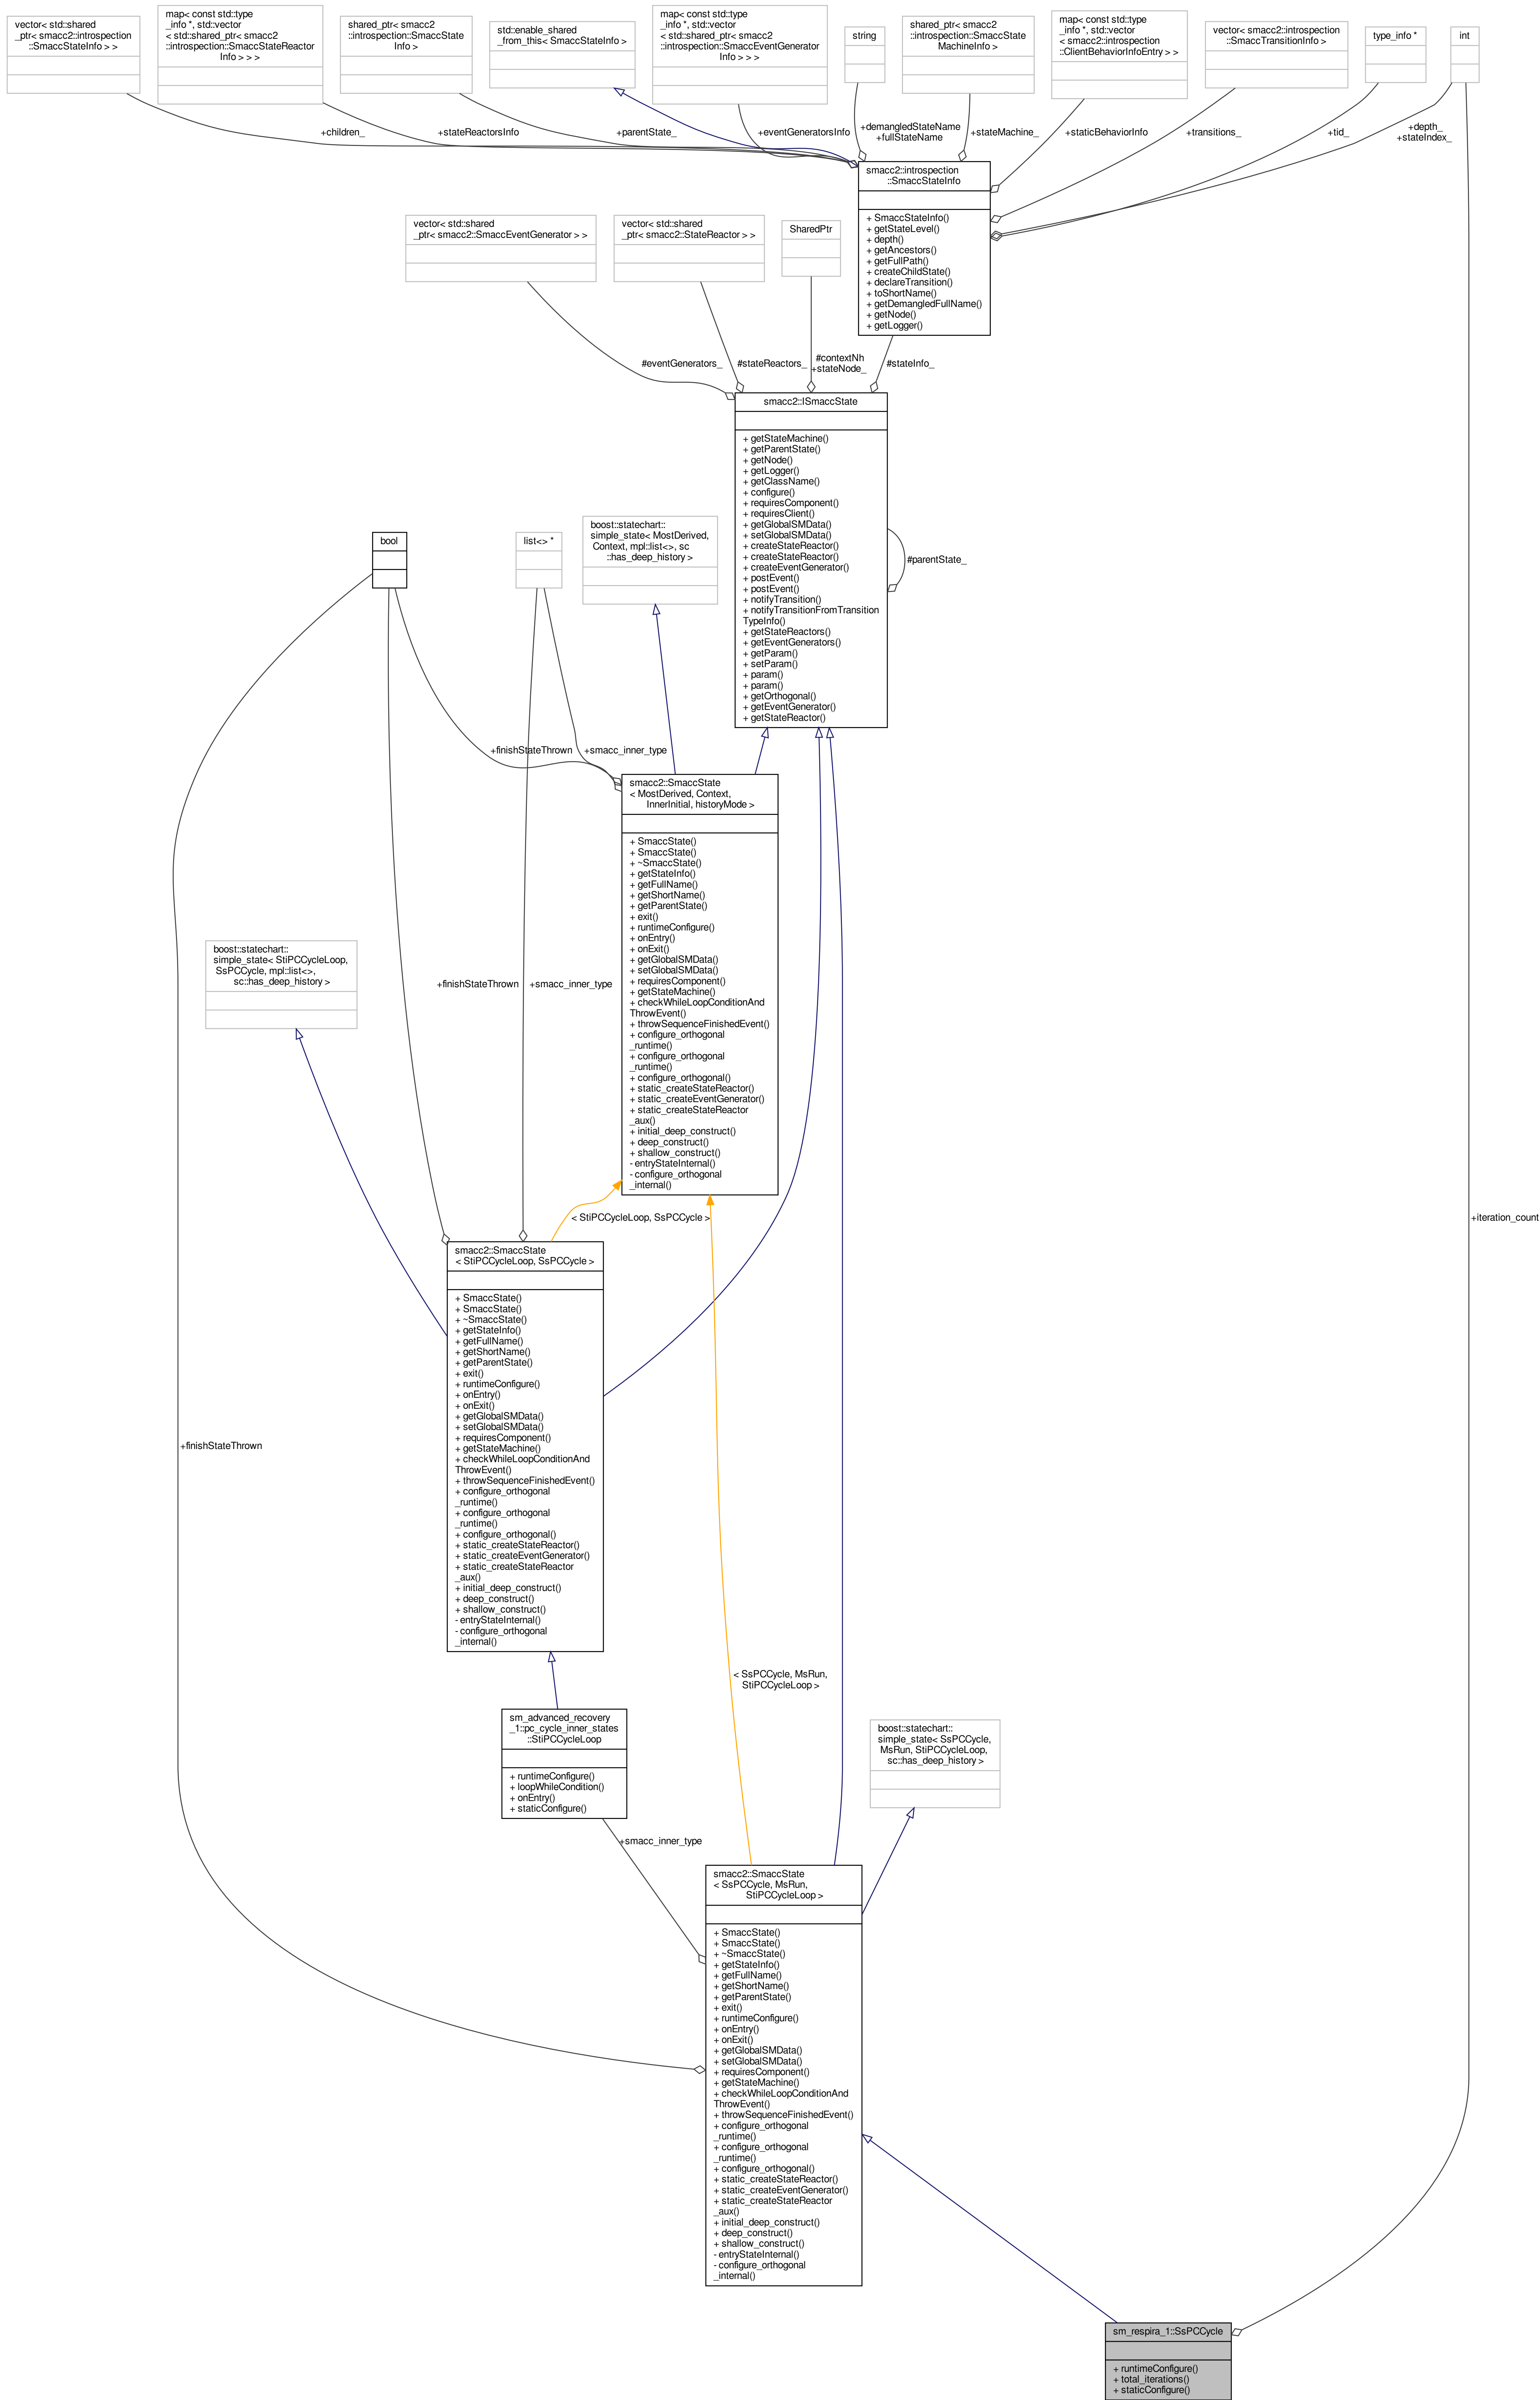 vector< std::shared
_ptr< smacc2::introspection
::SmaccStateInfo > >
map< const std::type
_info *, std::vector
< std::shared_ptr< smacc2
::introspection::SmaccStateReactor
Info > > >
shared_ptr< smacc2
::introspection::SmaccState
Info >
std::enable_shared
_from_this< SmaccStateInfo >
map< const std::type
_info *, std::vector
< std::shared_ptr< smacc2
::introspection::SmaccEventGenerator
Info > > >
string
shared_ptr< smacc2
::introspection::SmaccState
MachineInfo >
map< const std::type
_info *, std::vector
< smacc2::introspection
::ClientBehaviorInfoEntry > >
vector< smacc2::introspection
::SmaccTransitionInfo >
type_info *
int
+children_
+stateReactorsInfo
+parentState_
+eventGeneratorsInfo
+demangledStateName
+fullStateName
+stateMachine_
+staticBehaviorInfo
+transitions_
+tid_
+depth_
+stateIndex_
smacc2::introspection
::SmaccStateInfo
+ SmaccStateInfo()
+ getStateLevel()
+ depth()
+ getAncestors()
+ getFullPath()
+ createChildState()
+ declareTransition()
+ toShortName()
+ getDemangledFullName()
+ getNode()
+ getLogger()
vector< std::shared
_ptr< smacc2::SmaccEventGenerator > >
vector< std::shared
_ptr< smacc2::StateReactor > >
SharedPtr
#eventGenerators_
#stateReactors_
#contextNh
+stateNode_
#stateInfo_
smacc2::ISmaccState
+ getStateMachine()
+ getParentState()
+ getNode()
+ getLogger()
+ getClassName()
+ configure()
+ requiresComponent()
+ requiresClient()
+ getGlobalSMData()
+ setGlobalSMData()
+ createStateReactor()
+ createStateReactor()
+ createEventGenerator()
+ postEvent()
+ postEvent()
+ notifyTransition()
+ notifyTransitionFromTransition
TypeInfo()
+ getStateReactors()
+ getEventGenerators()
+ getParam()
+ setParam()
+ param()
+ param()
+ getOrthogonal()
+ getEventGenerator()
+ getStateReactor()
#parentState_
bool
list<> *
boost::statechart::
simple_state< MostDerived,
Context, mpl::list<>, sc
::has_deep_history >
+finishStateThrown
+smacc_inner_type
smacc2::SmaccState
< MostDerived, Context,
InnerInitial, historyMode >
+ SmaccState()
+ SmaccState()
+ ~SmaccState()
+ getStateInfo()
+ getFullName()
+ getShortName()
+ getParentState()
+ exit()
+ runtimeConfigure()
+ onEntry()
+ onExit()
+ getGlobalSMData()
+ setGlobalSMData()
+ requiresComponent()
+ getStateMachine()
+ checkWhileLoopConditionAnd
ThrowEvent()
+ throwSequenceFinishedEvent()
+ configure_orthogonal
_runtime()
+ configure_orthogonal
_runtime()
+ configure_orthogonal()
+ static_createStateReactor()
+ static_createEventGenerator()
+ static_createStateReactor
_aux()
+ initial_deep_construct()
+ deep_construct()
+ shallow_construct()
- entryStateInternal()
- configure_orthogonal
_internal()
boost::statechart::
simple_state< StiPCCycleLoop,
SsPCCycle, mpl::list<>,
sc::has_deep_history >
+finishStateThrown
+smacc_inner_type
< StiPCCycleLoop, SsPCCycle >
+iteration_count
smacc2::SmaccState
< StiPCCycleLoop, SsPCCycle >
+ SmaccState()
+ SmaccState()
+ ~SmaccState()
+ getStateInfo()
+ getFullName()
+ getShortName()
+ getParentState()
+ exit()
+ runtimeConfigure()
+ onEntry()
+ onExit()
+ getGlobalSMData()
+ setGlobalSMData()
+ requiresComponent()
+ getStateMachine()
+ checkWhileLoopConditionAnd
ThrowEvent()
+ throwSequenceFinishedEvent()
+ configure_orthogonal
_runtime()
+ configure_orthogonal
_runtime()
+ configure_orthogonal()
+ static_createStateReactor()
+ static_createEventGenerator()
+ static_createStateReactor
_aux()
+ initial_deep_construct()
+ deep_construct()
+ shallow_construct()
- entryStateInternal()
- configure_orthogonal
_internal()
+finishStateThrown
< SsPCCycle, MsRun,
StiPCCycleLoop >
sm_advanced_recovery
_1::pc_cycle_inner_states
::StiPCCycleLoop
+ runtimeConfigure()
+ loopWhileCondition()
+ onEntry()
+ staticConfigure()
boost::statechart::
simple_state< SsPCCycle,
MsRun, StiPCCycleLoop,
sc::has_deep_history >
+smacc_inner_type
smacc2::SmaccState
< SsPCCycle, MsRun,
StiPCCycleLoop >
+ SmaccState()
+ SmaccState()
+ ~SmaccState()
+ getStateInfo()
+ getFullName()
+ getShortName()
+ getParentState()
+ exit()
+ runtimeConfigure()
+ onEntry()
+ onExit()
+ getGlobalSMData()
+ setGlobalSMData()
+ requiresComponent()
+ getStateMachine()
+ checkWhileLoopConditionAnd
ThrowEvent()
+ throwSequenceFinishedEvent()
+ configure_orthogonal
_runtime()
+ configure_orthogonal
_runtime()
+ configure_orthogonal()
+ static_createStateReactor()
+ static_createEventGenerator()
+ static_createStateReactor
_aux()
+ initial_deep_construct()
+ deep_construct()
+ shallow_construct()
- entryStateInternal()
- configure_orthogonal
_internal()
sm_respira_1::SsPCCycle
+ runtimeConfigure()
+ total_iterations()
+ staticConfigure()